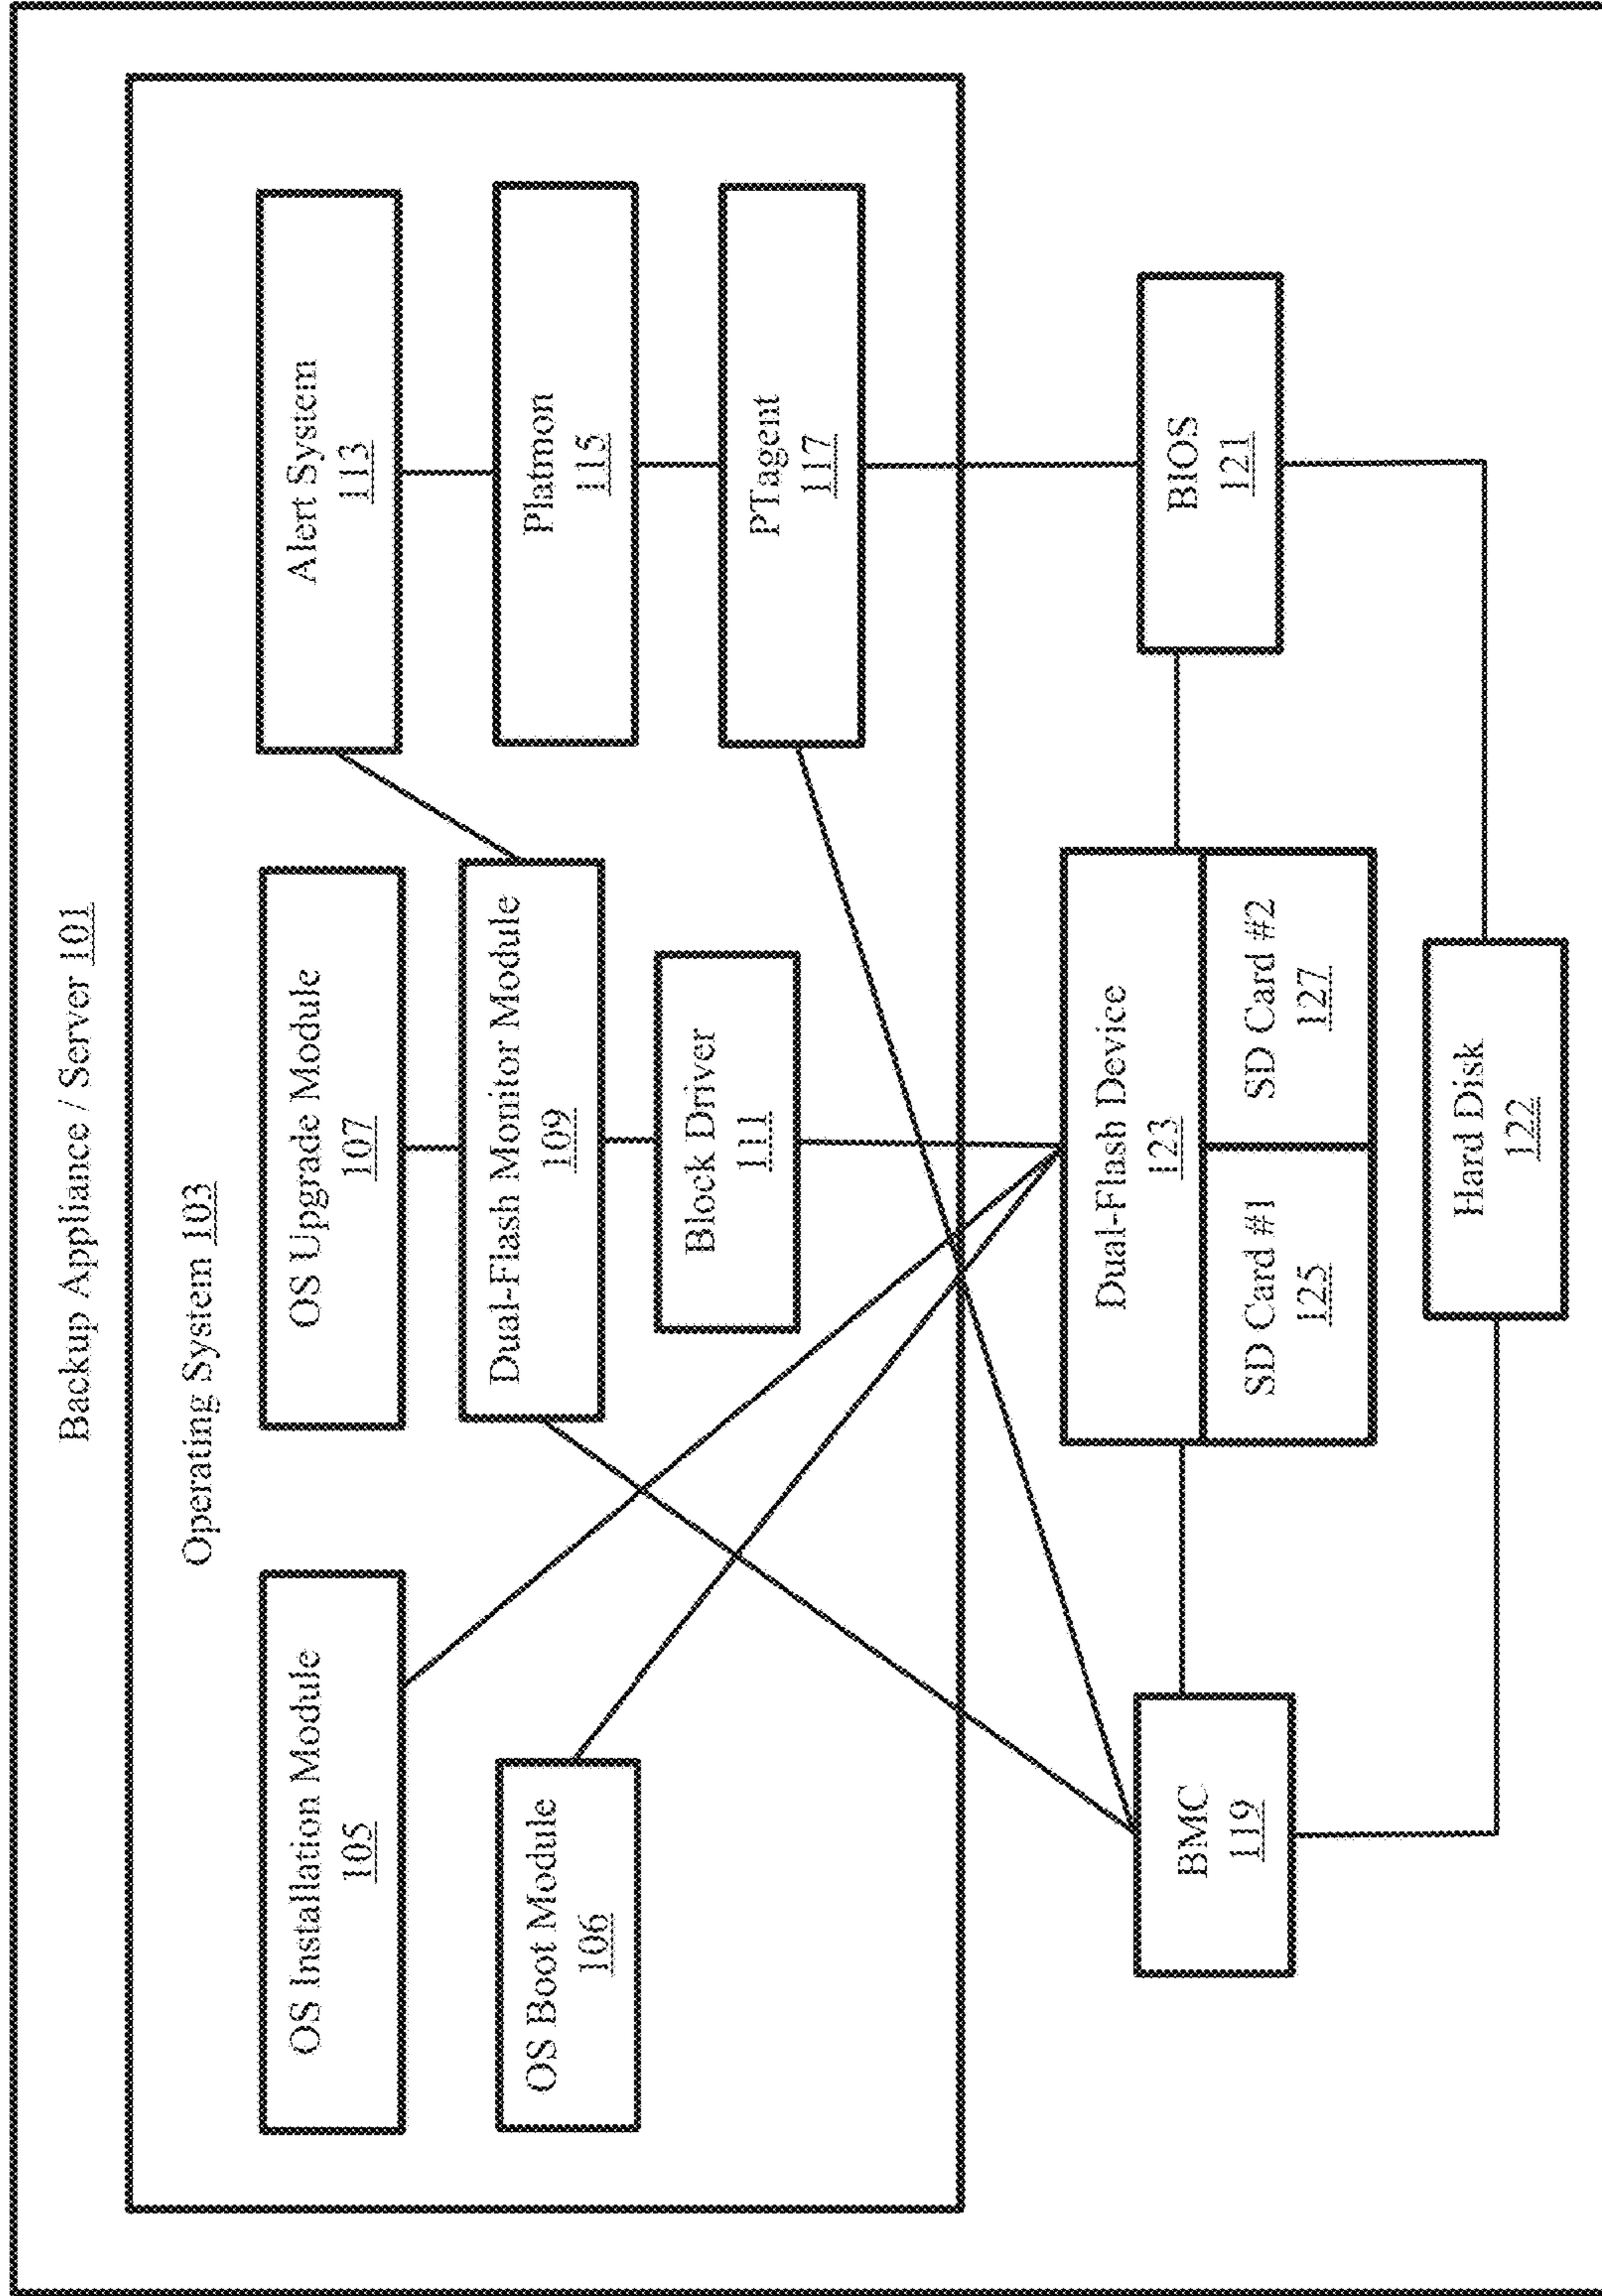 Backup Appliance / Server 101
Operating System 103
OS Installation Module
105
OS Boot Module
106
OS Upgrade Module
107
Dual-Flash Monitor Module
109
Block Driver
111
Alert System
113
Platmon
115
PTagent
117
BMC
119
Dual-Flash Device
123
SD Card #1
125
SD Card #2
127
BIOS
121
Hard Disk
122